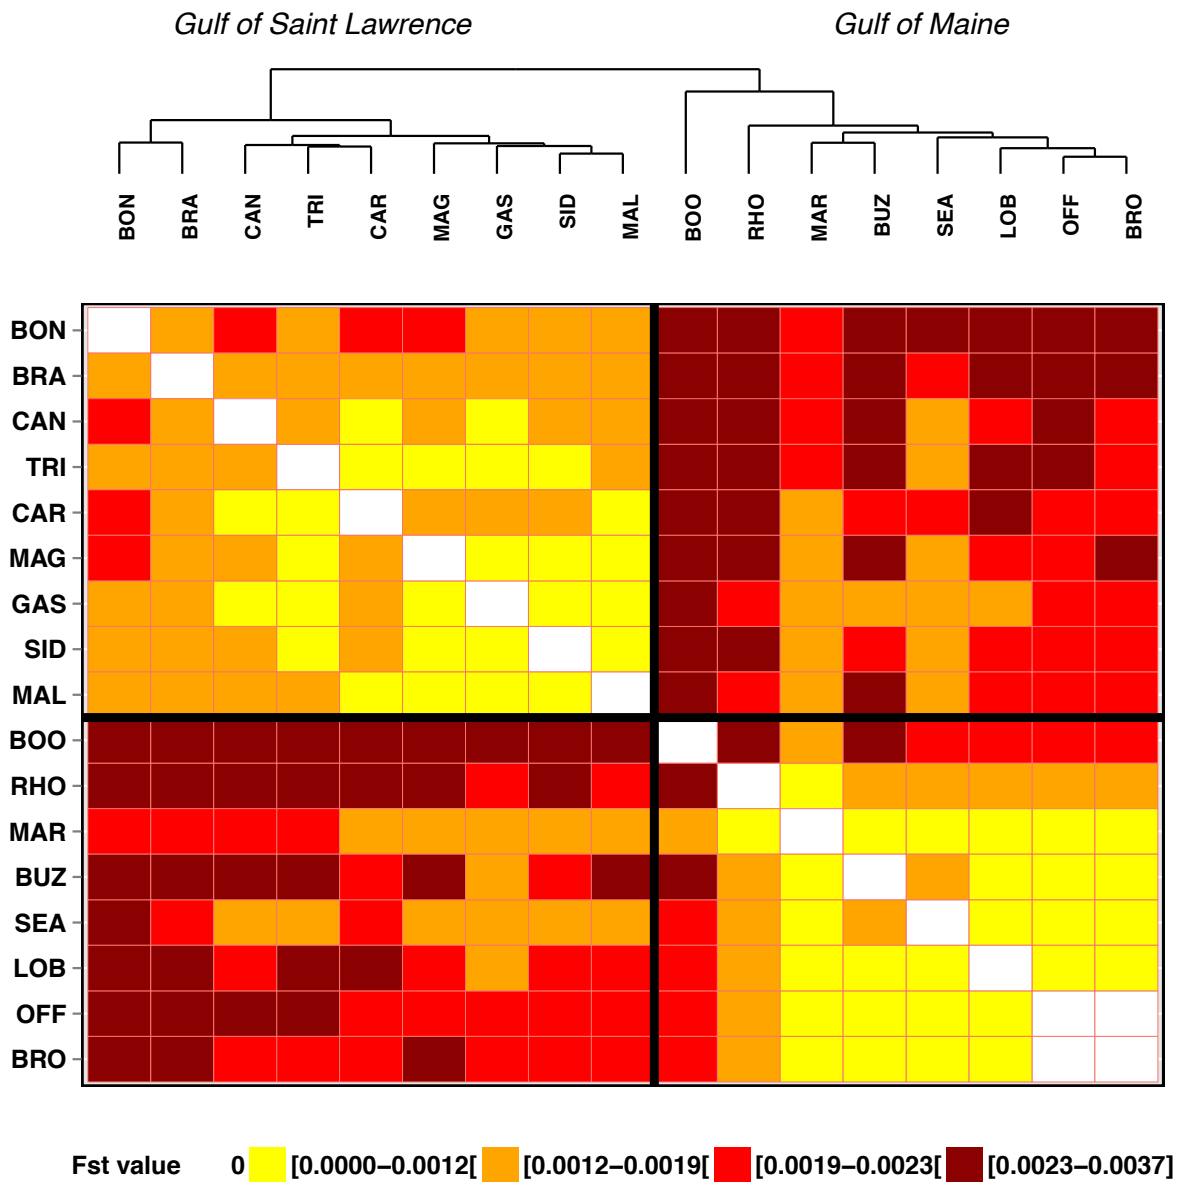 Gulf of Saint Lawrence Gulf of Maine
BON BRA CAN TRI CAR MAG GAS SID MAL BOO RHO MAR BUZ SEA LOB OFF BRO
BON
BRA
CAN
TRI
CAR
MAG
GAS
SID
MAL
BOO
RHO
MAR
BUZ
SEA
LOB
OFF
BRO
Fst value 0 [0.0000−0.0012[ [0.0012−0.0019[ [0.0019−0.0023[ [0.0023−0.0037]